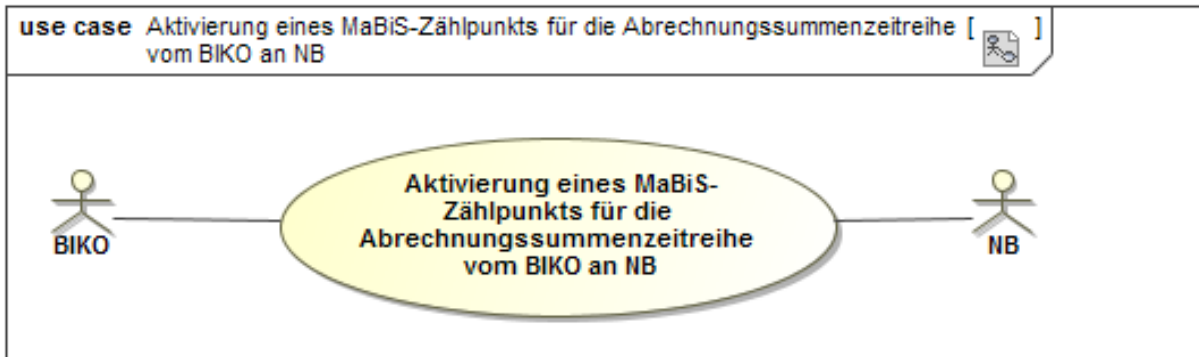 use case Aktivierung eines MaBiS-Zählpunkts für die Abrechnungssummenzeitreihe [ ]
vom BIKO an NB
Aktivierung eines MaBiS-
Zählpunkts für die
Abrechnungssummenzeitreihe
vom BIKO an NB
BIKO
NB